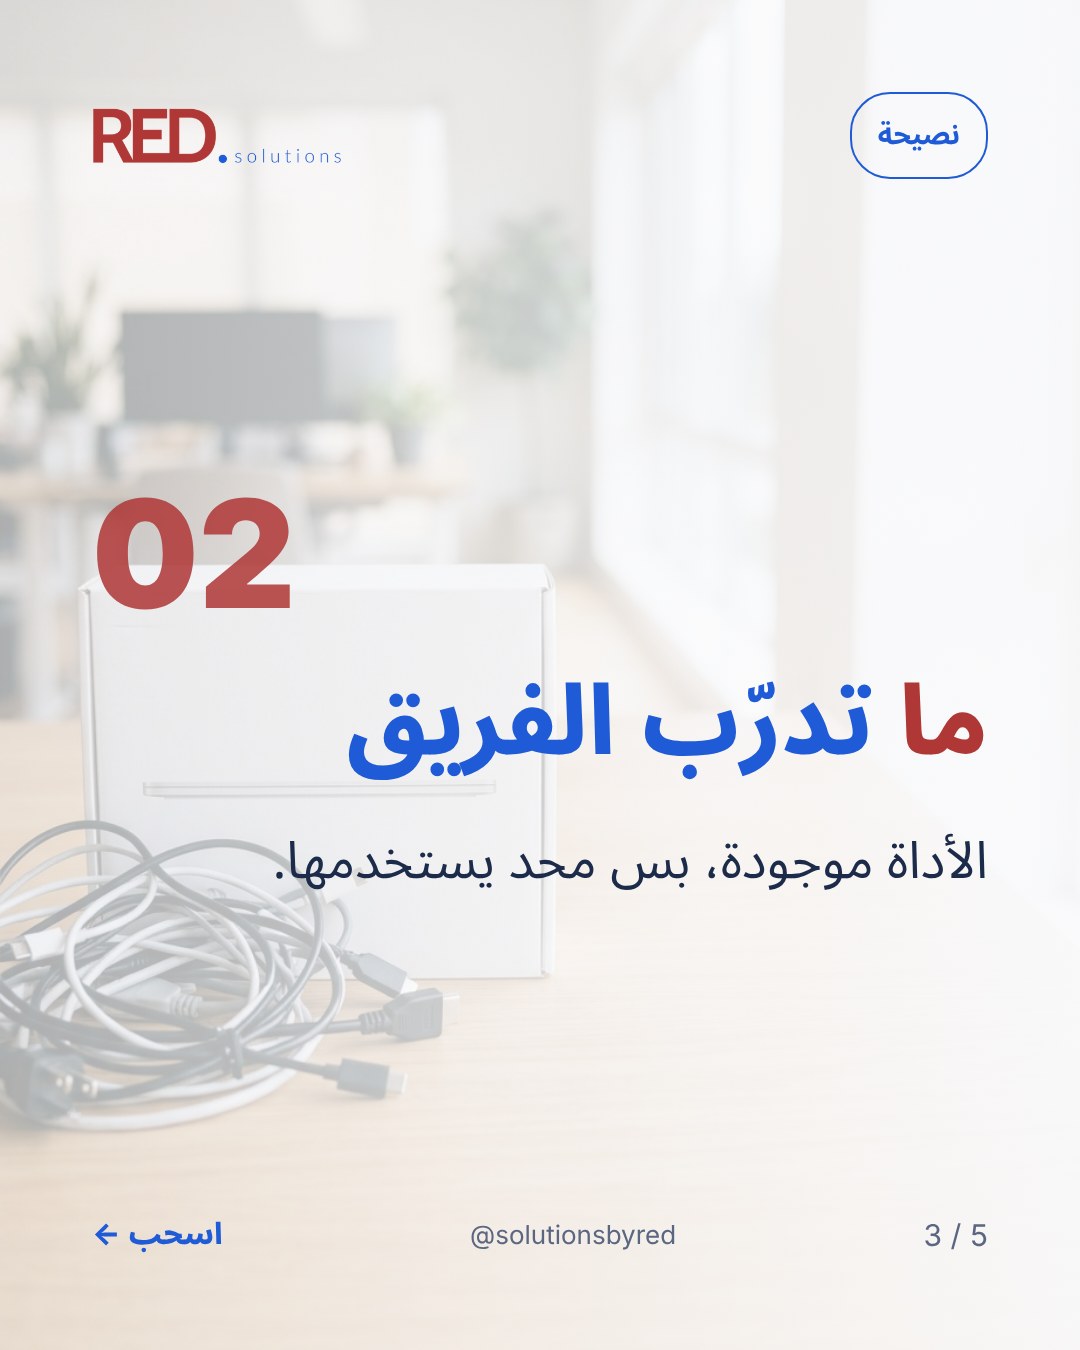 RED.solutions
نصيحة
02
ما تدرّب الفريق
الأداة موجودة، بس محد يستخدمها.
3 / 5
@solutionsbyred
اسحب ←